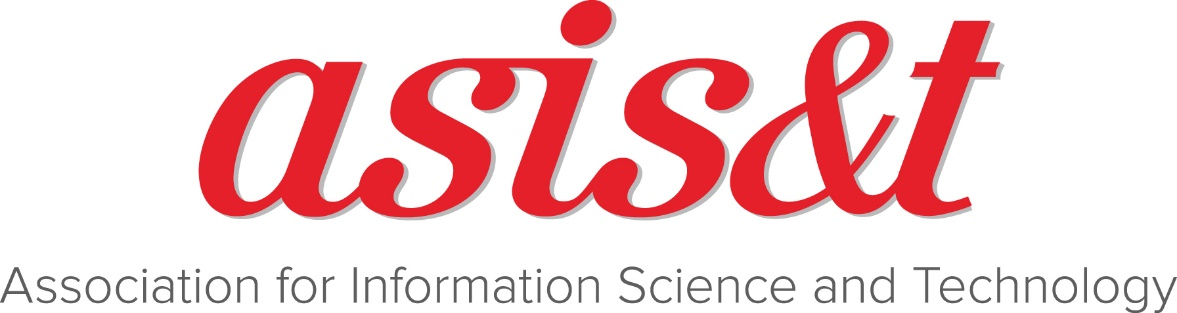 asis&t
Association for Information Science and Technology